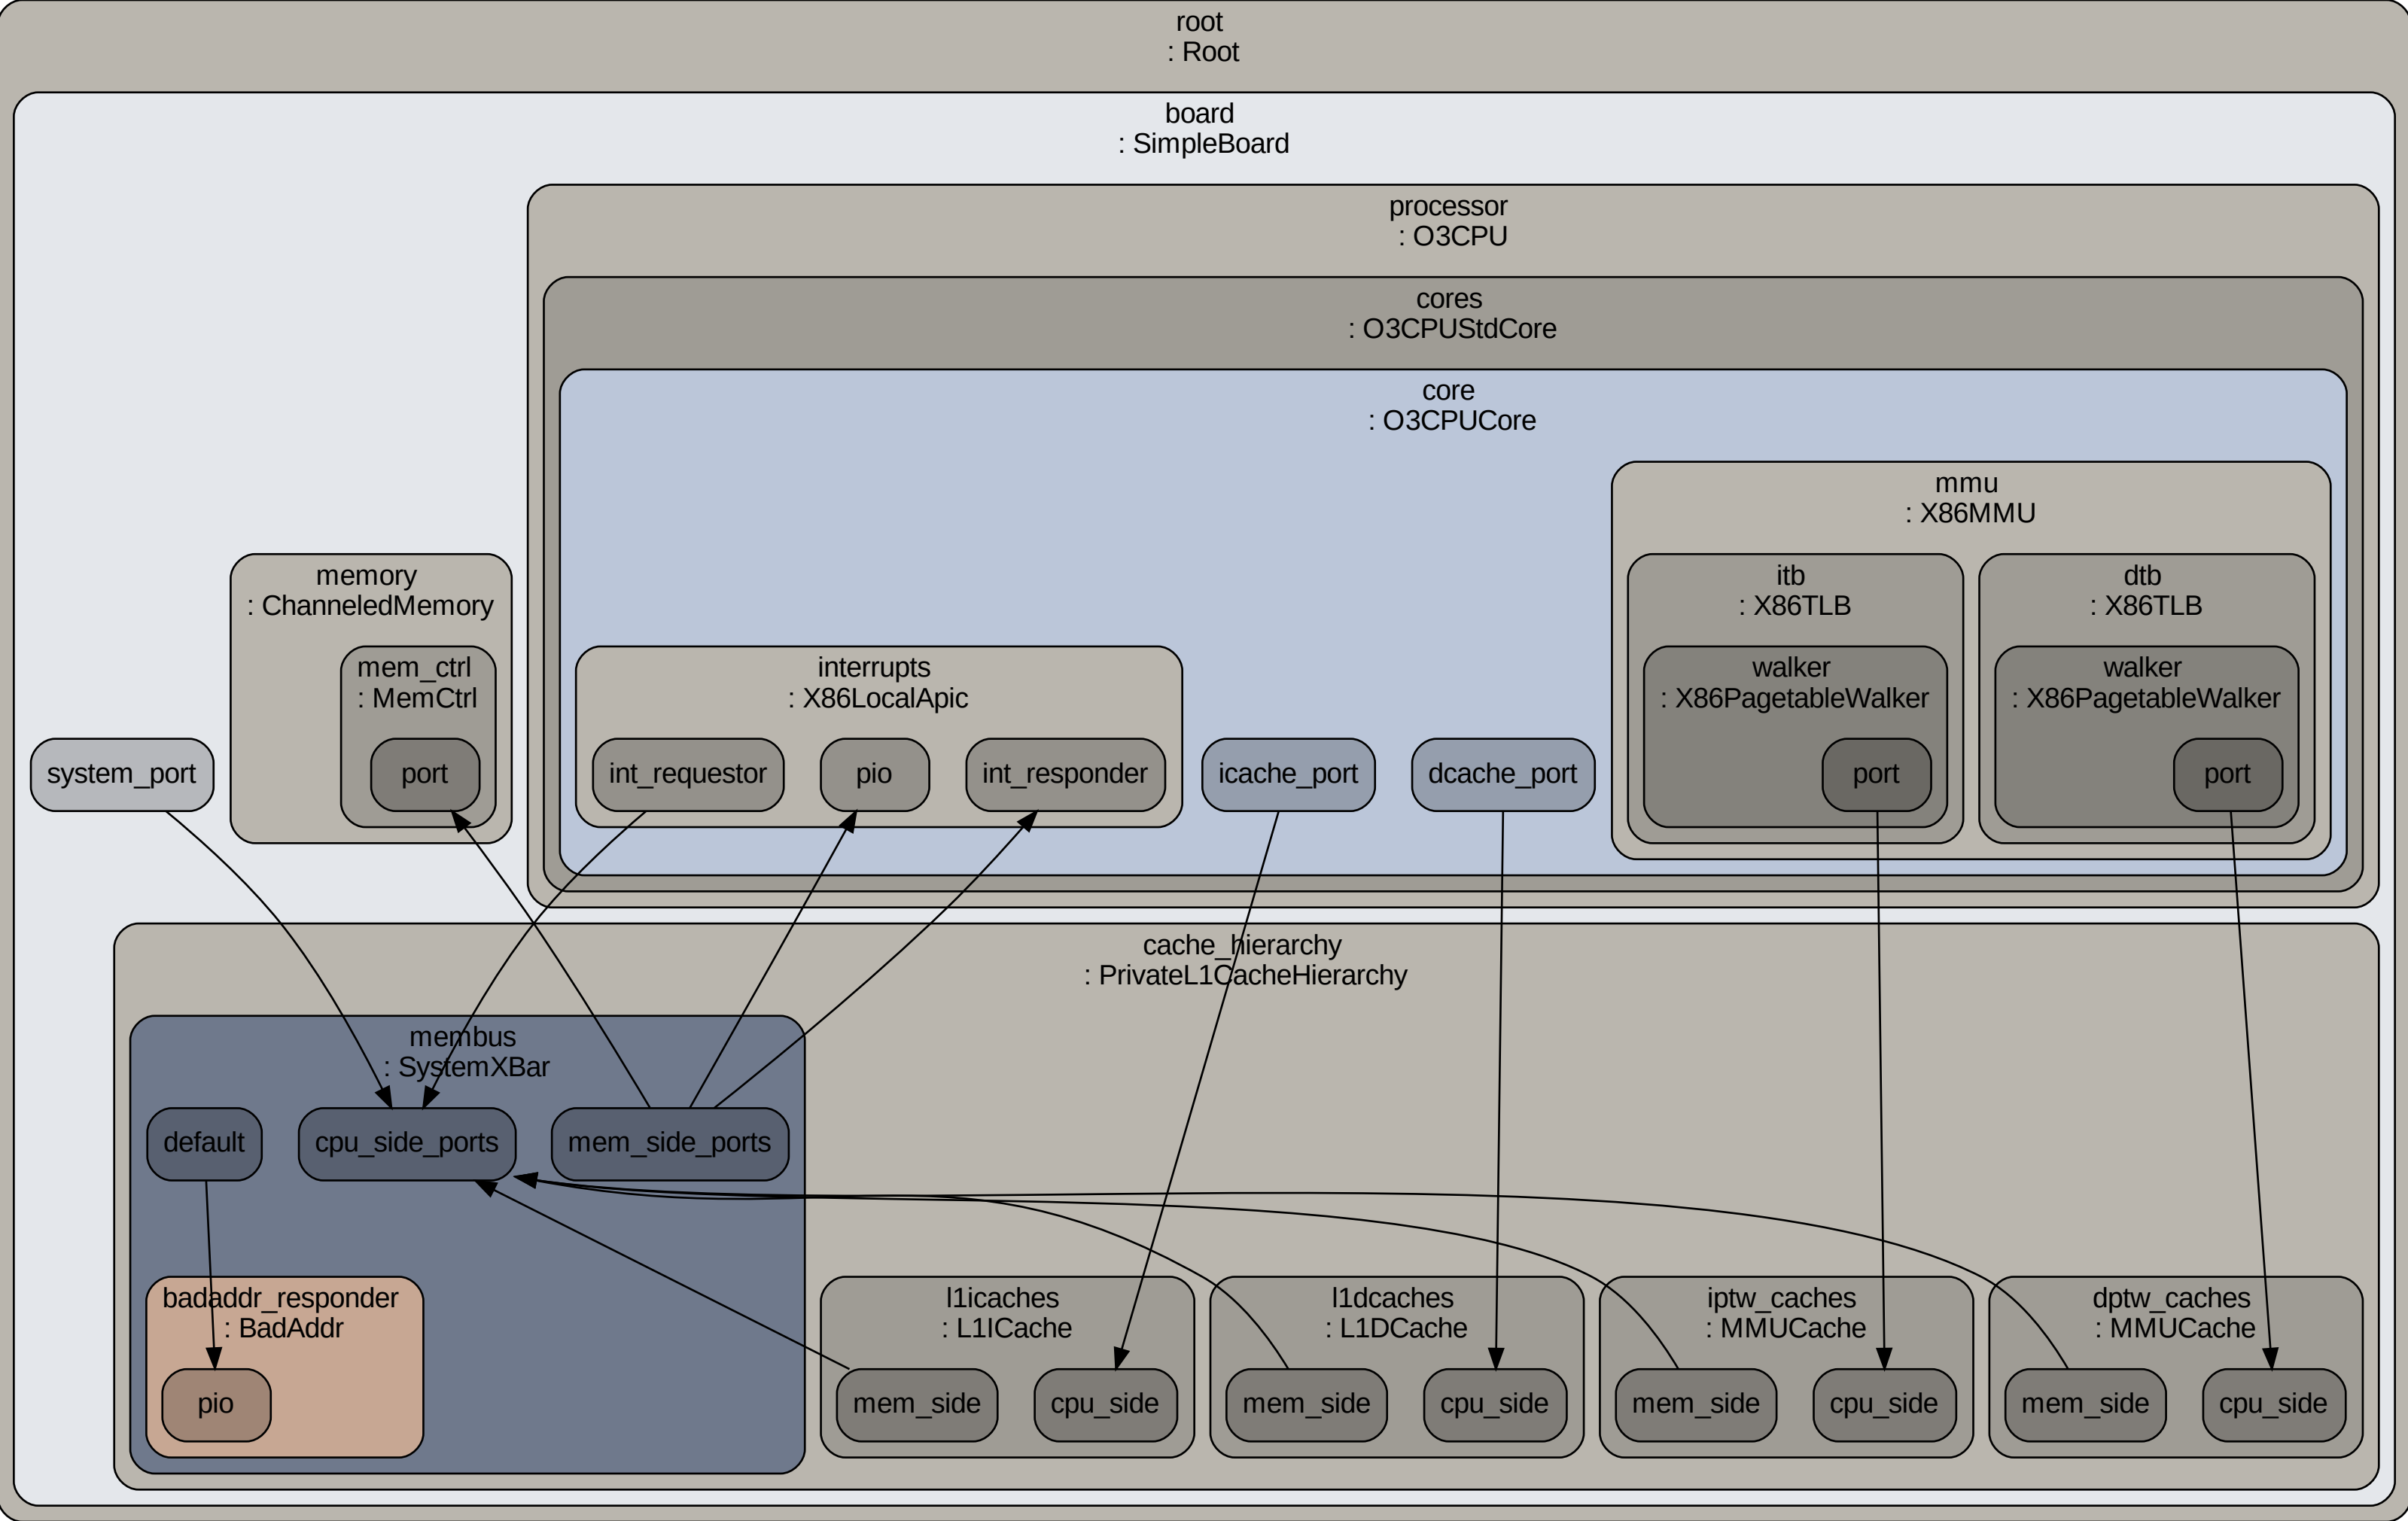 root
: Root
board
: SimpleBoard
processor
: O3CPU
cores
: O3CPUStdCore
core
: O3CPUCore
mmu
: X86MMU
memory
: ChanneledMemory
itb
: X86TLB
dtb
: X86TLB
mem_ctrl
: MemCtrl
interrupts
: X86LocalApic
walker
: X86PagetableWalker
walker
: X86PagetableWalker
system_port
port
int_requestor
pio
int_responder
icache_port
dcache_port
port
port
cache_hierarchy
: PrivateL1CacheHierarchy
membus
: SystemXBar
default
cpu_side_ports
mem_side_ports
badaddr_responder
: BadAddr
l1icaches
: L1ICache
l1dcaches
: L1DCache
iptw_caches
: MMUCache
dptw_caches
: MMUCache
pio
mem_side
cpu_side
mem_side
cpu_side
mem_side
cpu_side
mem_side
cpu_side